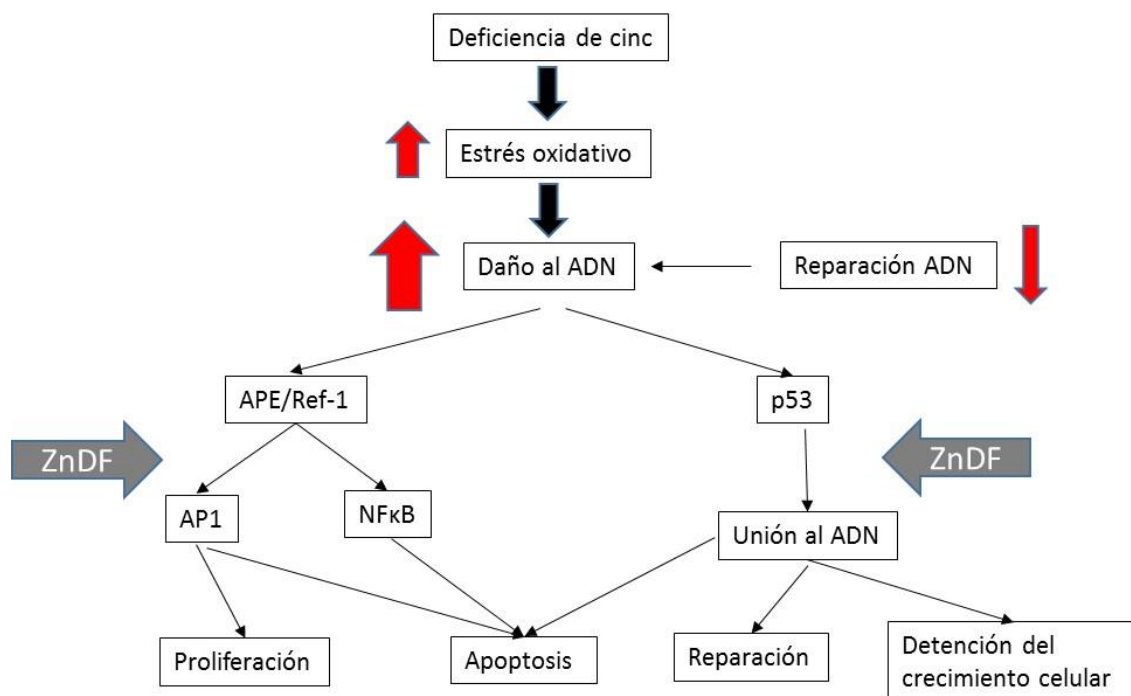 Deficiencia de cinc
Estrés oxidativo
Daño al ADN
Reparación ADN
APE/Ref-1
p53
ZnDF
ZnDF
AP1
NFκB
Unión al ADN
Proliferación
Apoptosis
Reparación
Detención del
crecimiento celular